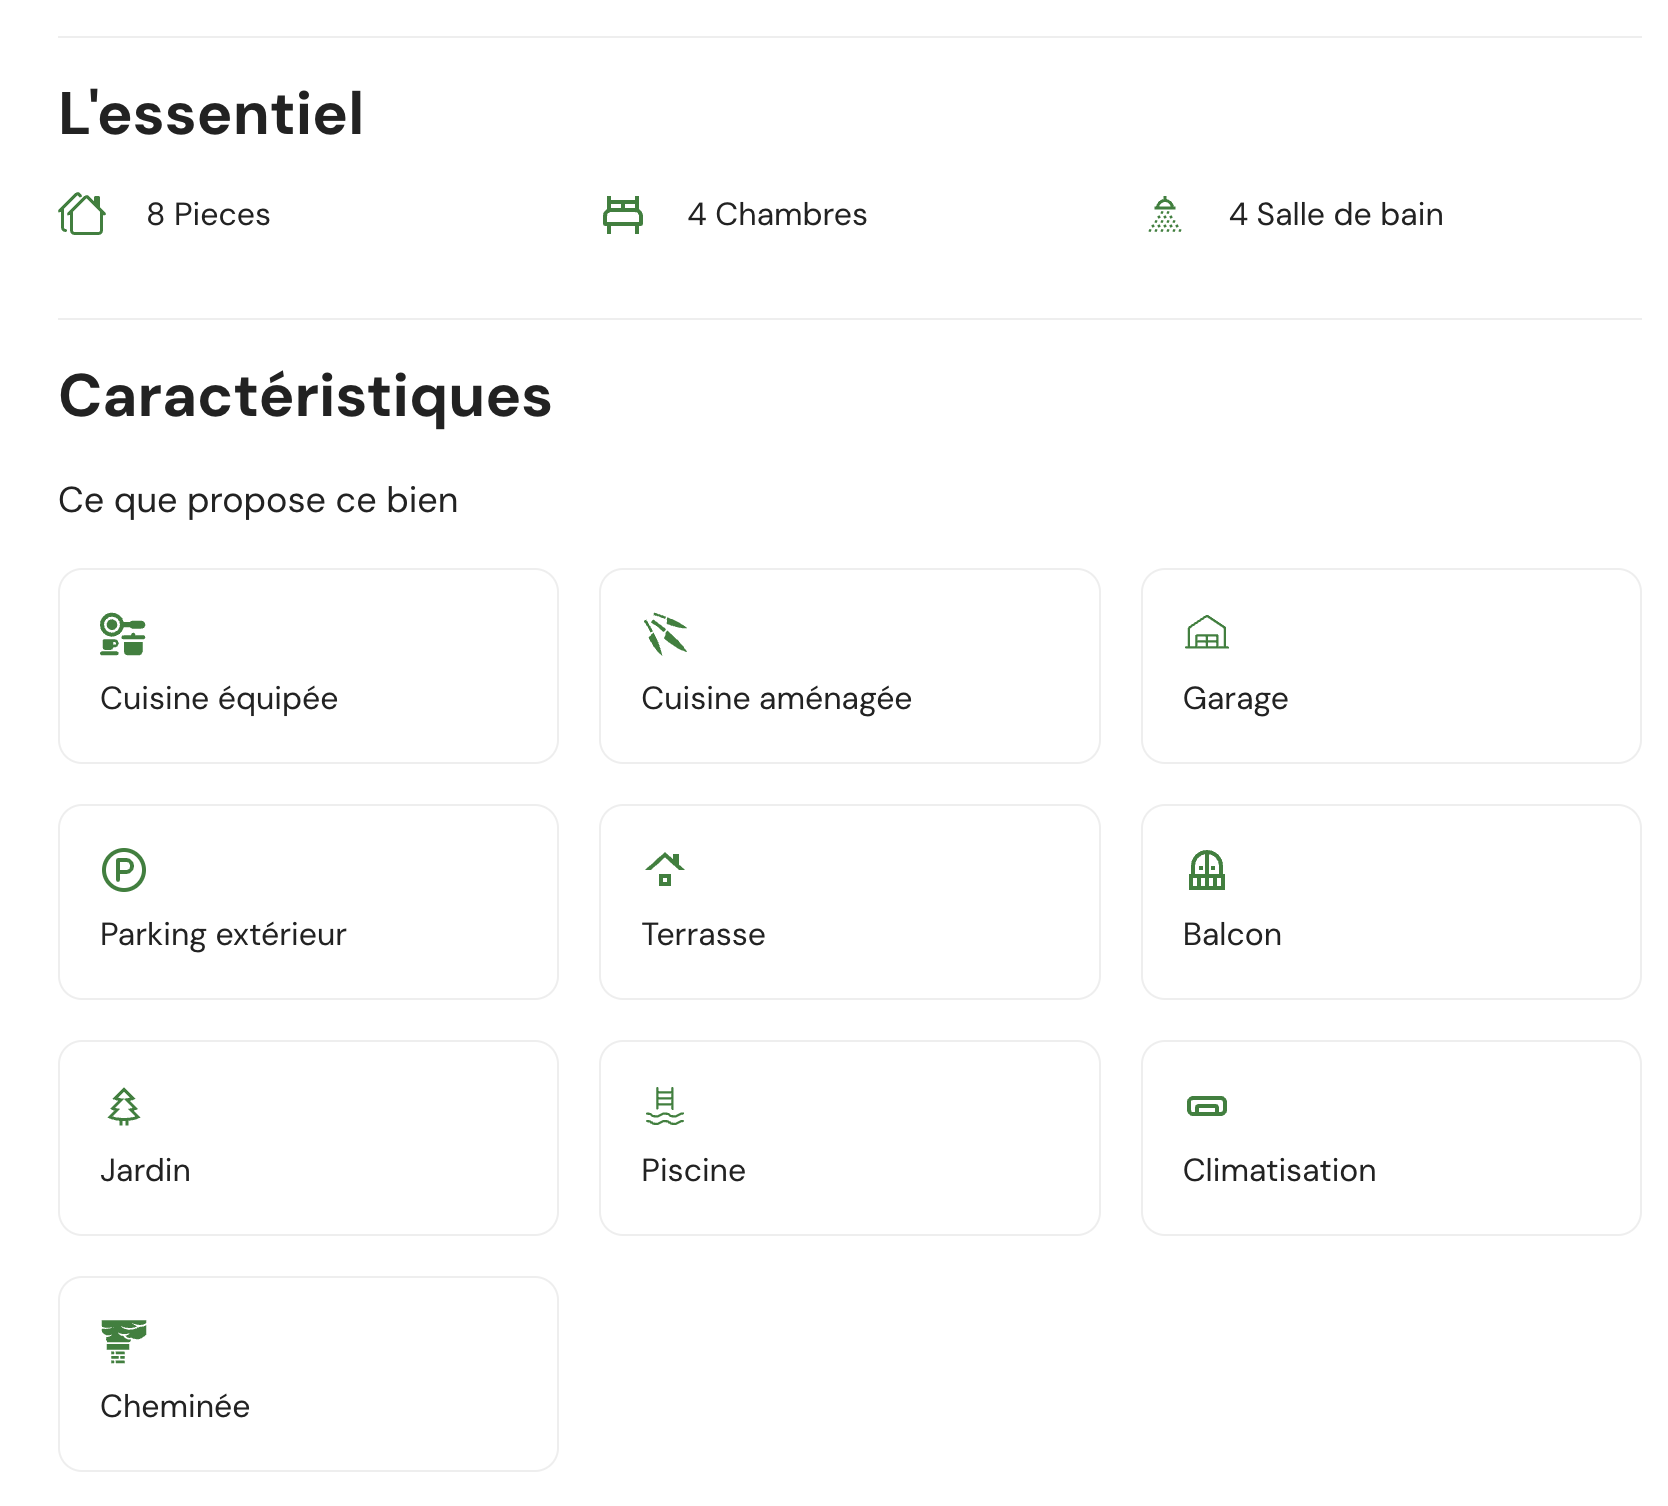 L'essentiel
8 Pieces
4 Chambres
4 Salle de bain
Caractéristiques
Ce que propose ce bien
Cuisine équipée
Cuisine aménagée
Garage
Parking extérieur
Terrasse
Balcon
Jardin
Piscine
Climatisation
Cheminée